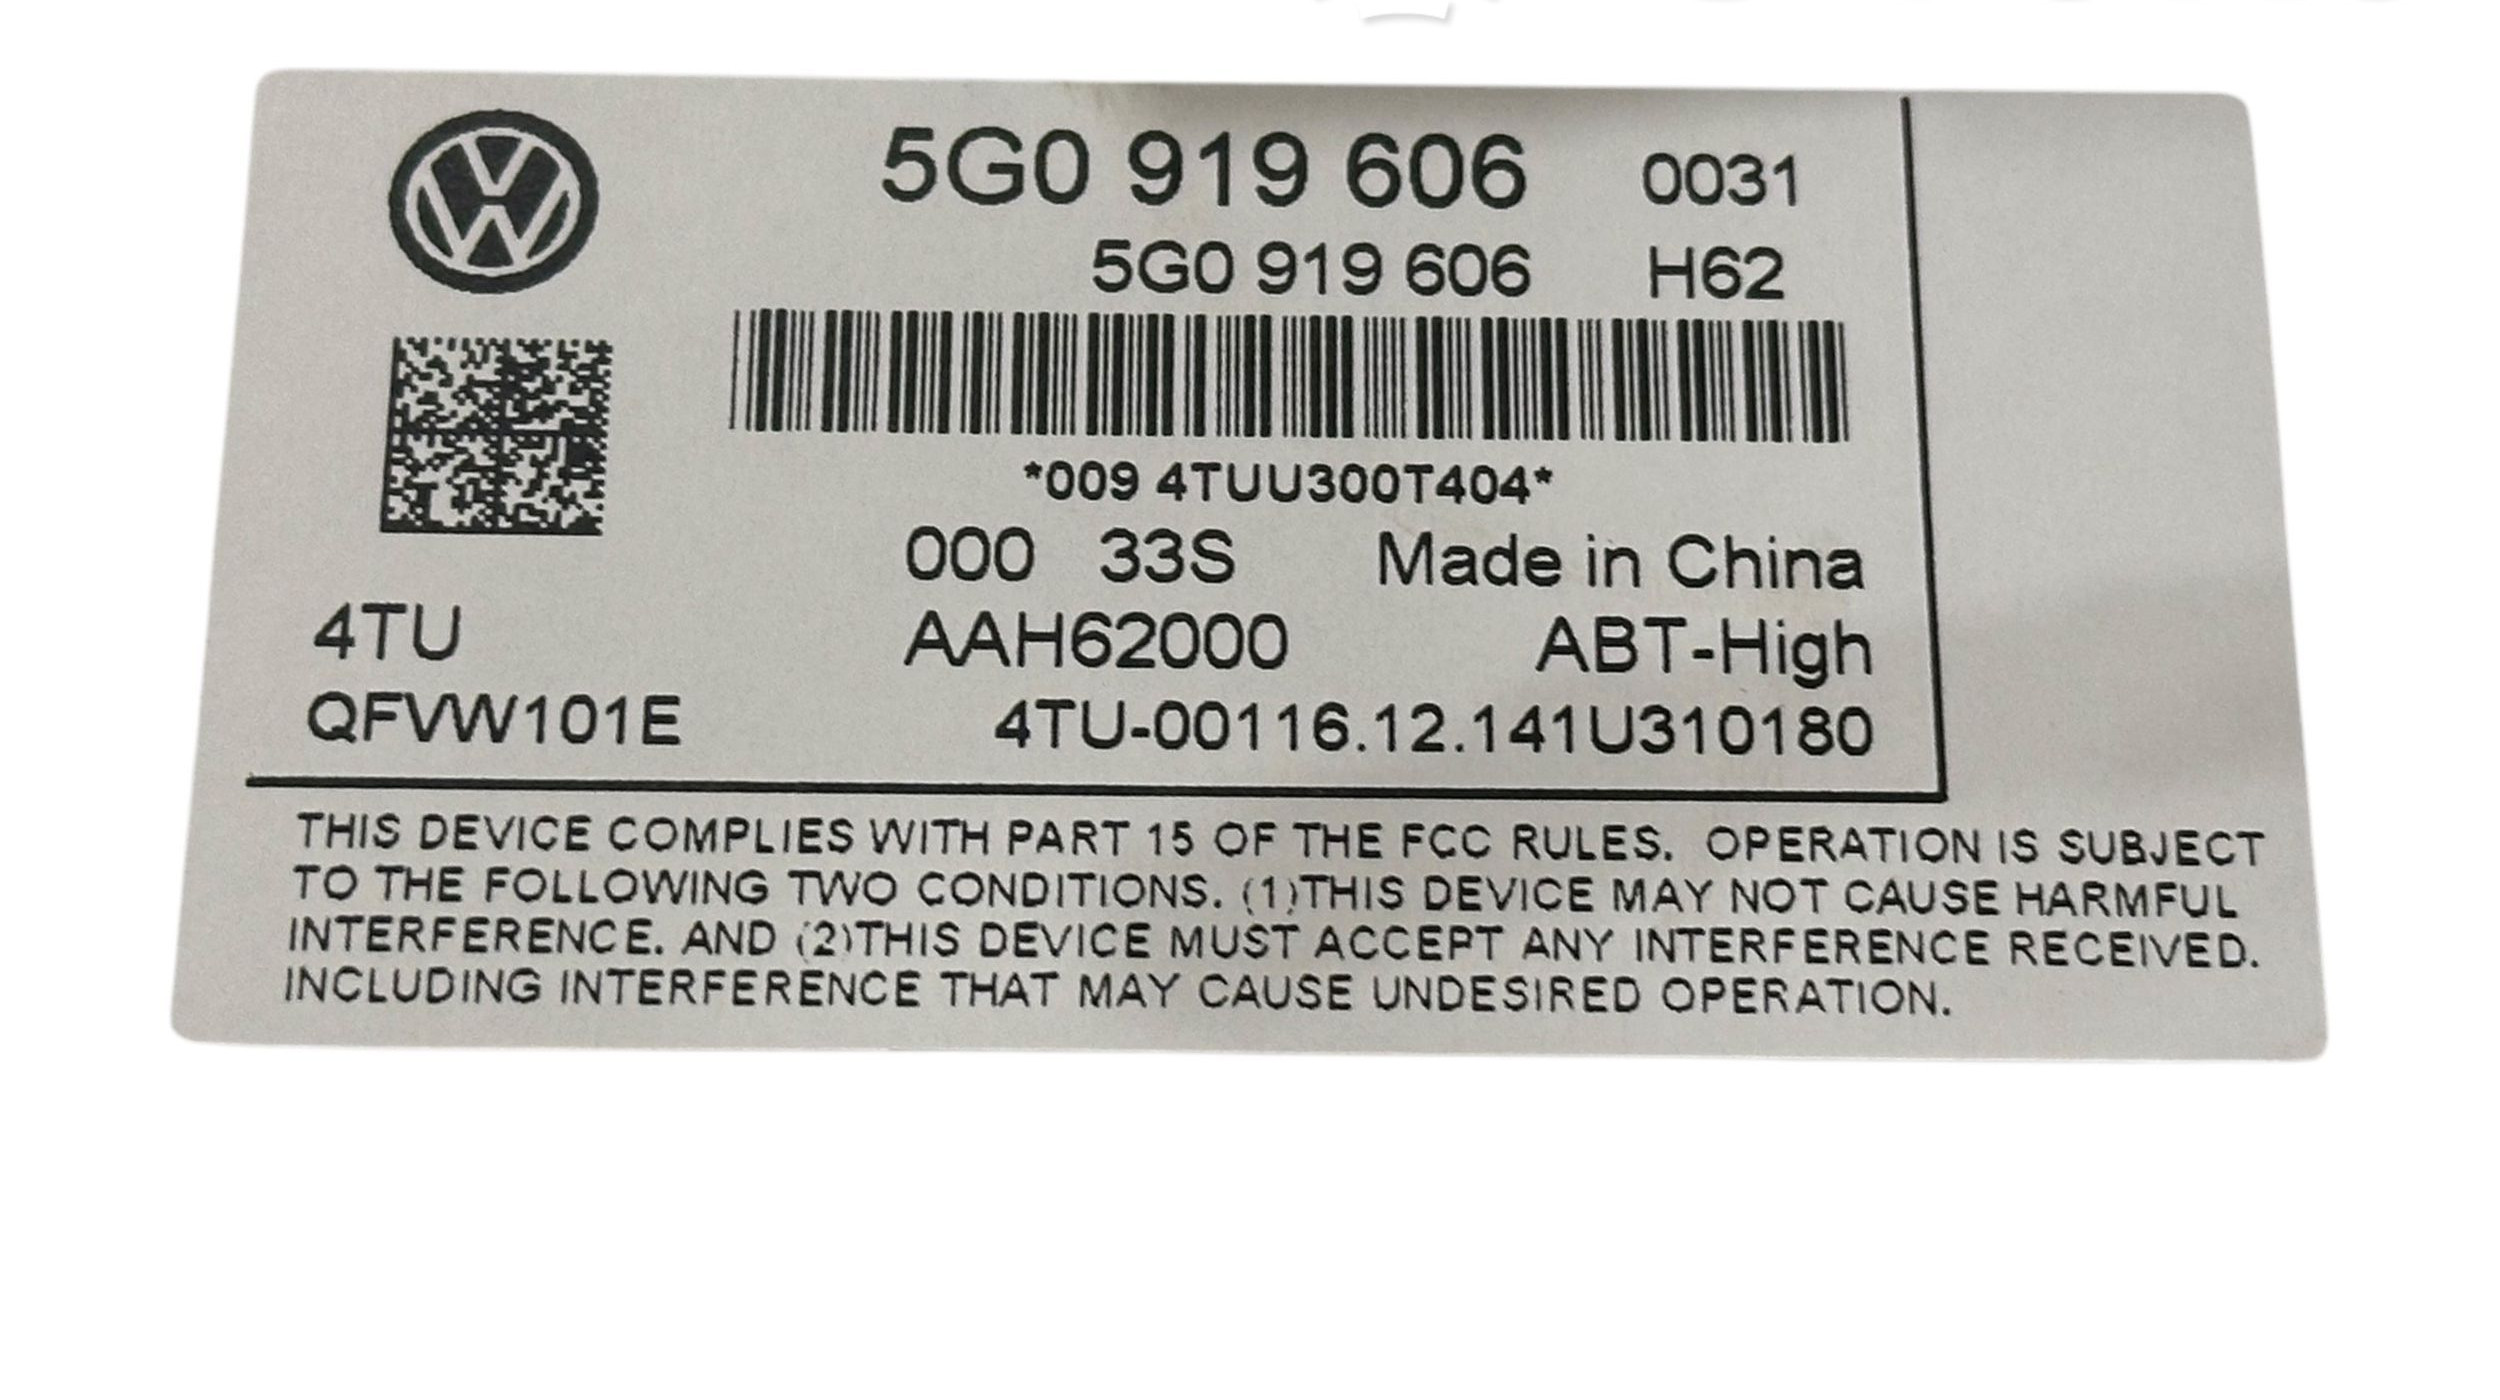 5G0 919 606 0031
5G0 919 606 H62
*009 4TUU300T404*
000 33S Made in China
4TU AAH62000 ABT-High
QFVW101E 4TU-00116.12.141U310180
THIS DEVICE COMPLIES WITH PART 15 OF THE FCC RULES. OPERATION IS SUBJECT
TO THE FOLLOWING TWO CONDITIONS. (1)THIS DEVICE MAY NOT CAUSE HARMFUL
INTERFERENCE. AND (2)THIS DEVICE MUST ACCEPT ANY INTERFERENCE RECEIVED.
INCLUDING INTERFERENCE THAT MAY CAUSE UNDESIRED OPERATION.